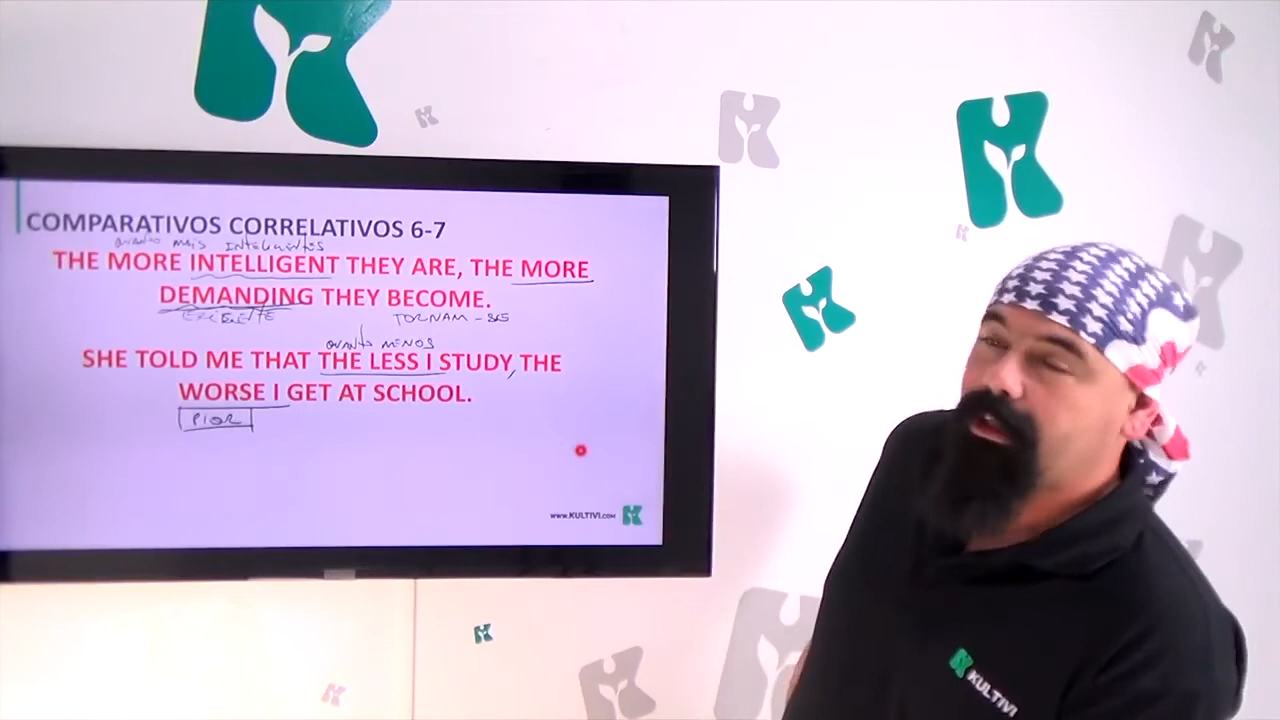 COMPARATIVOS CORRELATIVOS 6-7
QUANTO MAIS INTELIGENTES
THE MORE INTELLIGENT THEY ARE, THE MORE
DEMANDING THEY BECOME.
EXIGENTE TORNAM-SE
QUANTO MENOS
SHE TOLD ME THAT THE LESS I STUDY, THE
WORSE I GET AT SCHOOL.
PIOR
www.KULTIVI.com
KULTIVI